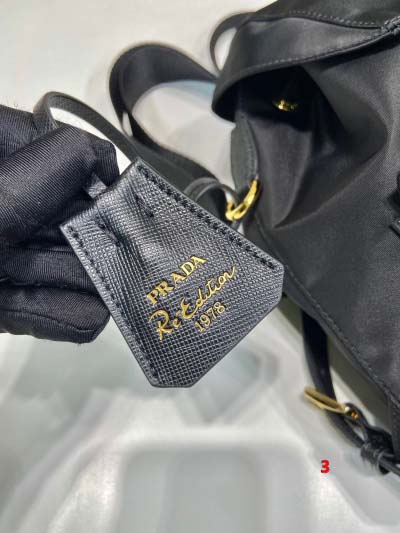 PRADA
Re-Edition
1978
3